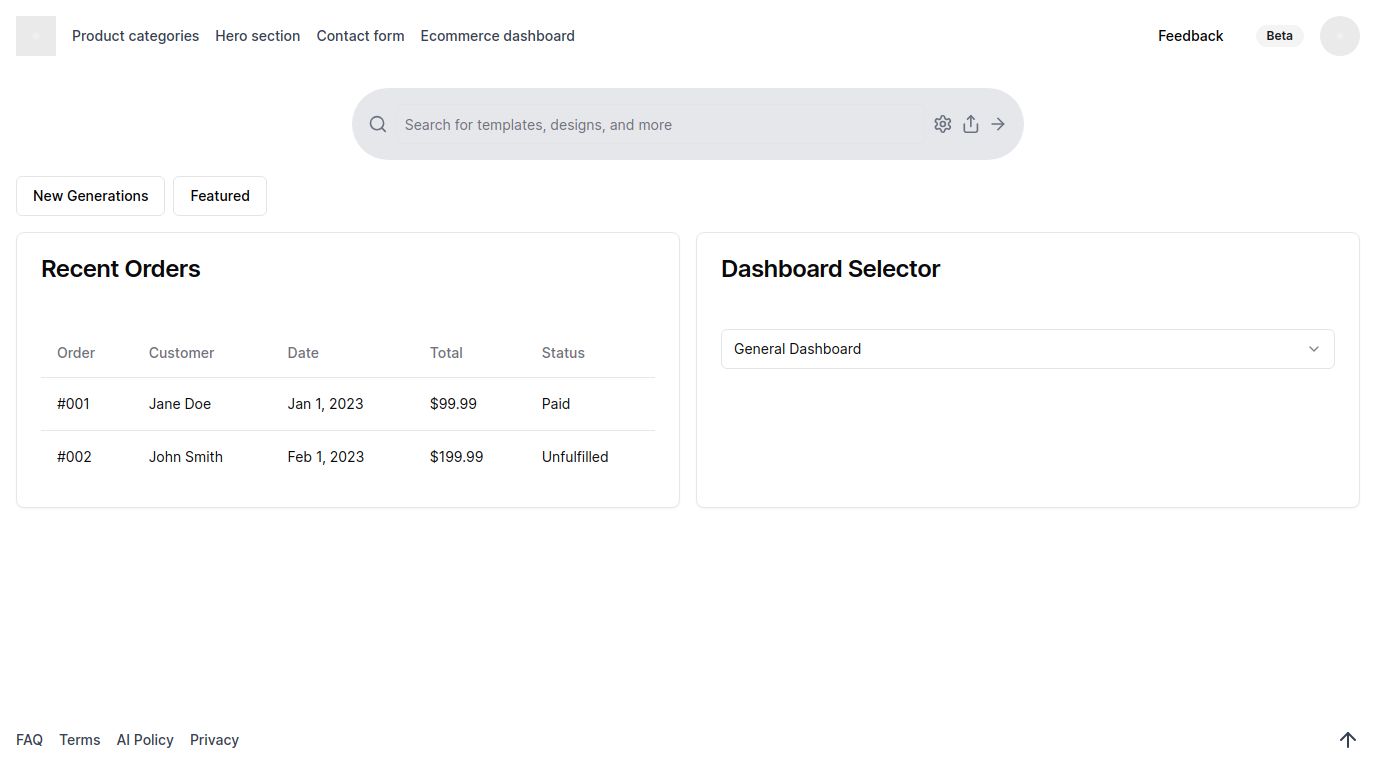 Product categories Hero section Contact form Ecommerce dashboard Feedback Beta
Search for templates, designs, and more
New Generations Featured
Recent Orders
Order Customer Date Total Status
#001 Jane Doe Jan 1, 2023 $99.99 Paid
#002 John Smith Feb 1, 2023 $199.99 Unfulfilled
Dashboard Selector
General Dashboard
FAQ Terms AI Policy Privacy